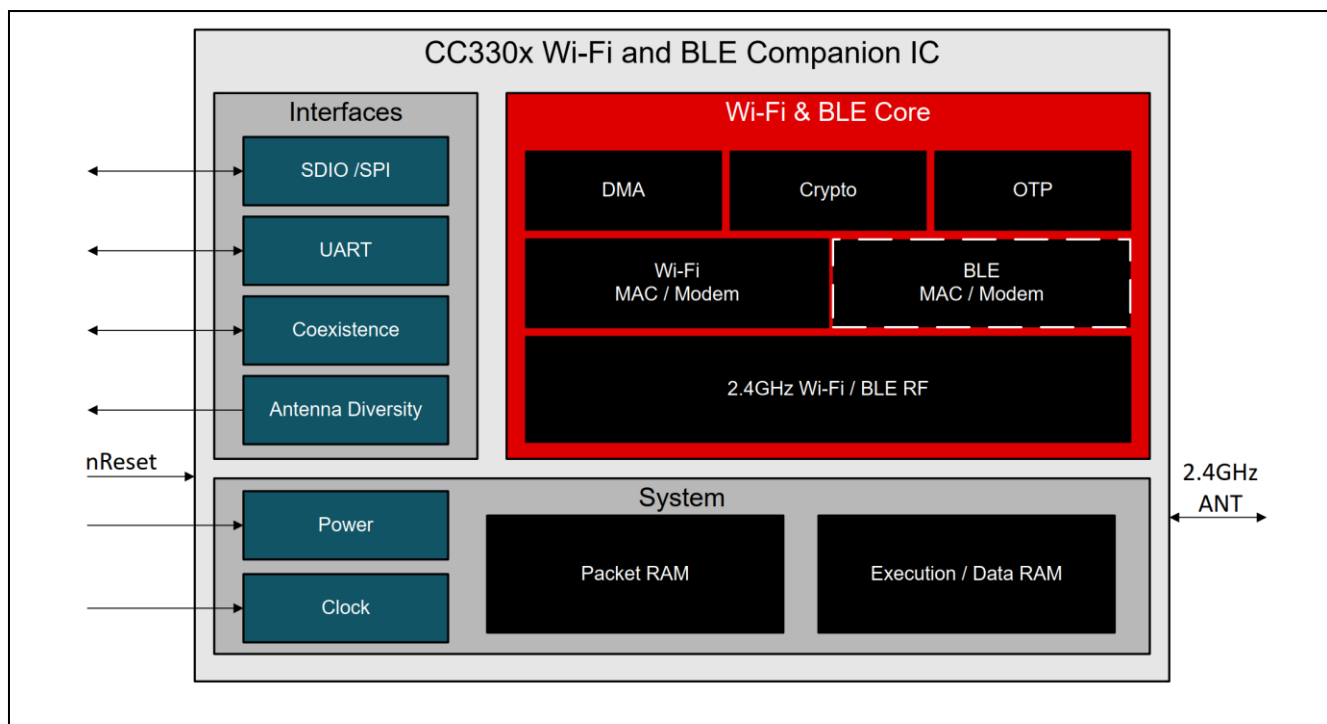 CC330x Wi-Fi and BLE Companion IC
Interfaces
SDIO /SPI
UART
Coexistence
Antenna Diversity
Wi-Fi & BLE Core
DMA
Crypto
OTP
Wi-Fi
MAC / Modem
BLE
MAC / Modem
2.4GHz Wi-Fi / BLE RF
nReset
System
Power
Clock
Packet RAM
Execution / Data RAM
2.4GHz
ANT